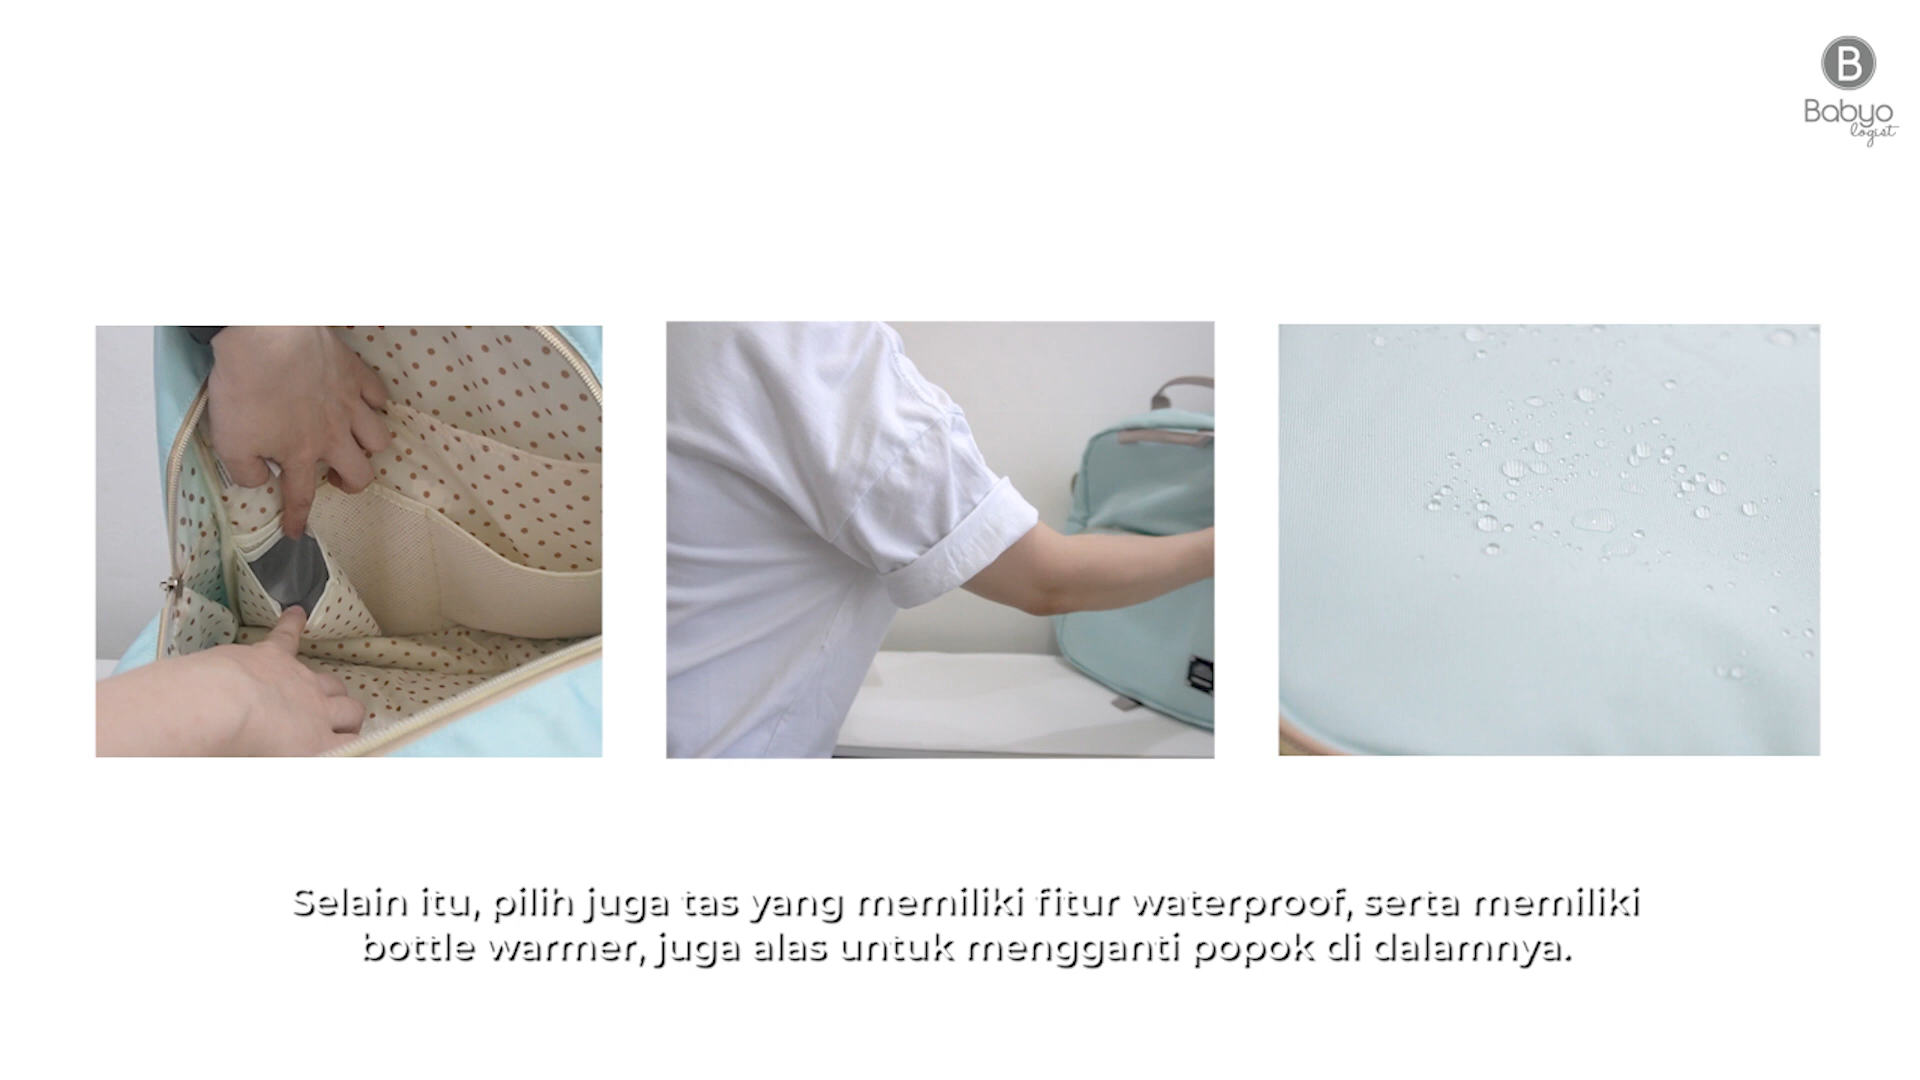 B
Babyo
logist
Selain itu, pilih juga tas yang memiliki fitur waterproof, serta memiliki
bottle warmer, juga alas untuk mengganti popok di dalamnya.